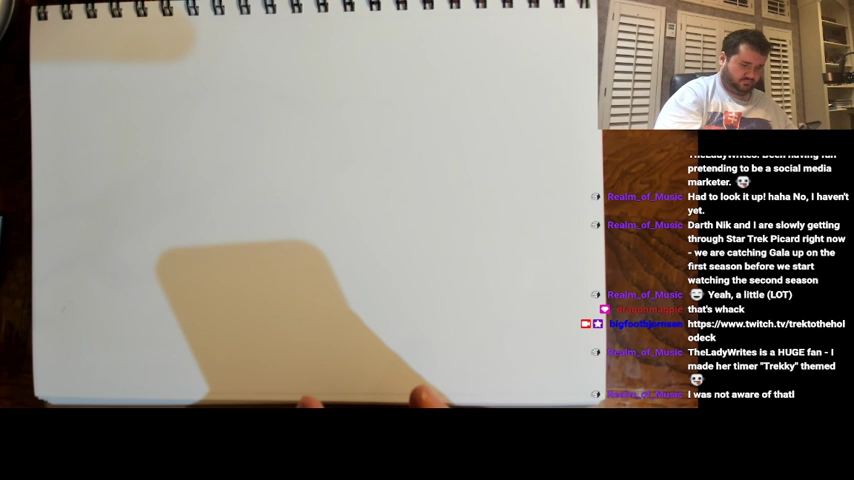 pretending to be a social media
marketer.
Realm_of_Music Had to look it up! haha No, I haven't
yet.
Realm_of_Music Darth Nik and I are slowly getting
through Star Trek Picard right now
- we are catching Gala up on the
first season before we start
watching the second season
Realm_of_Music Yeah, a little (LOT)
that's whack
bigfootbjornsen https://www.twitch.tv/trektothehol
odeck
Realm_of_Music TheLadyWrites is a HUGE fan - I
made her timer "Trekky" themed
Realm_of_Music I was not aware of that!